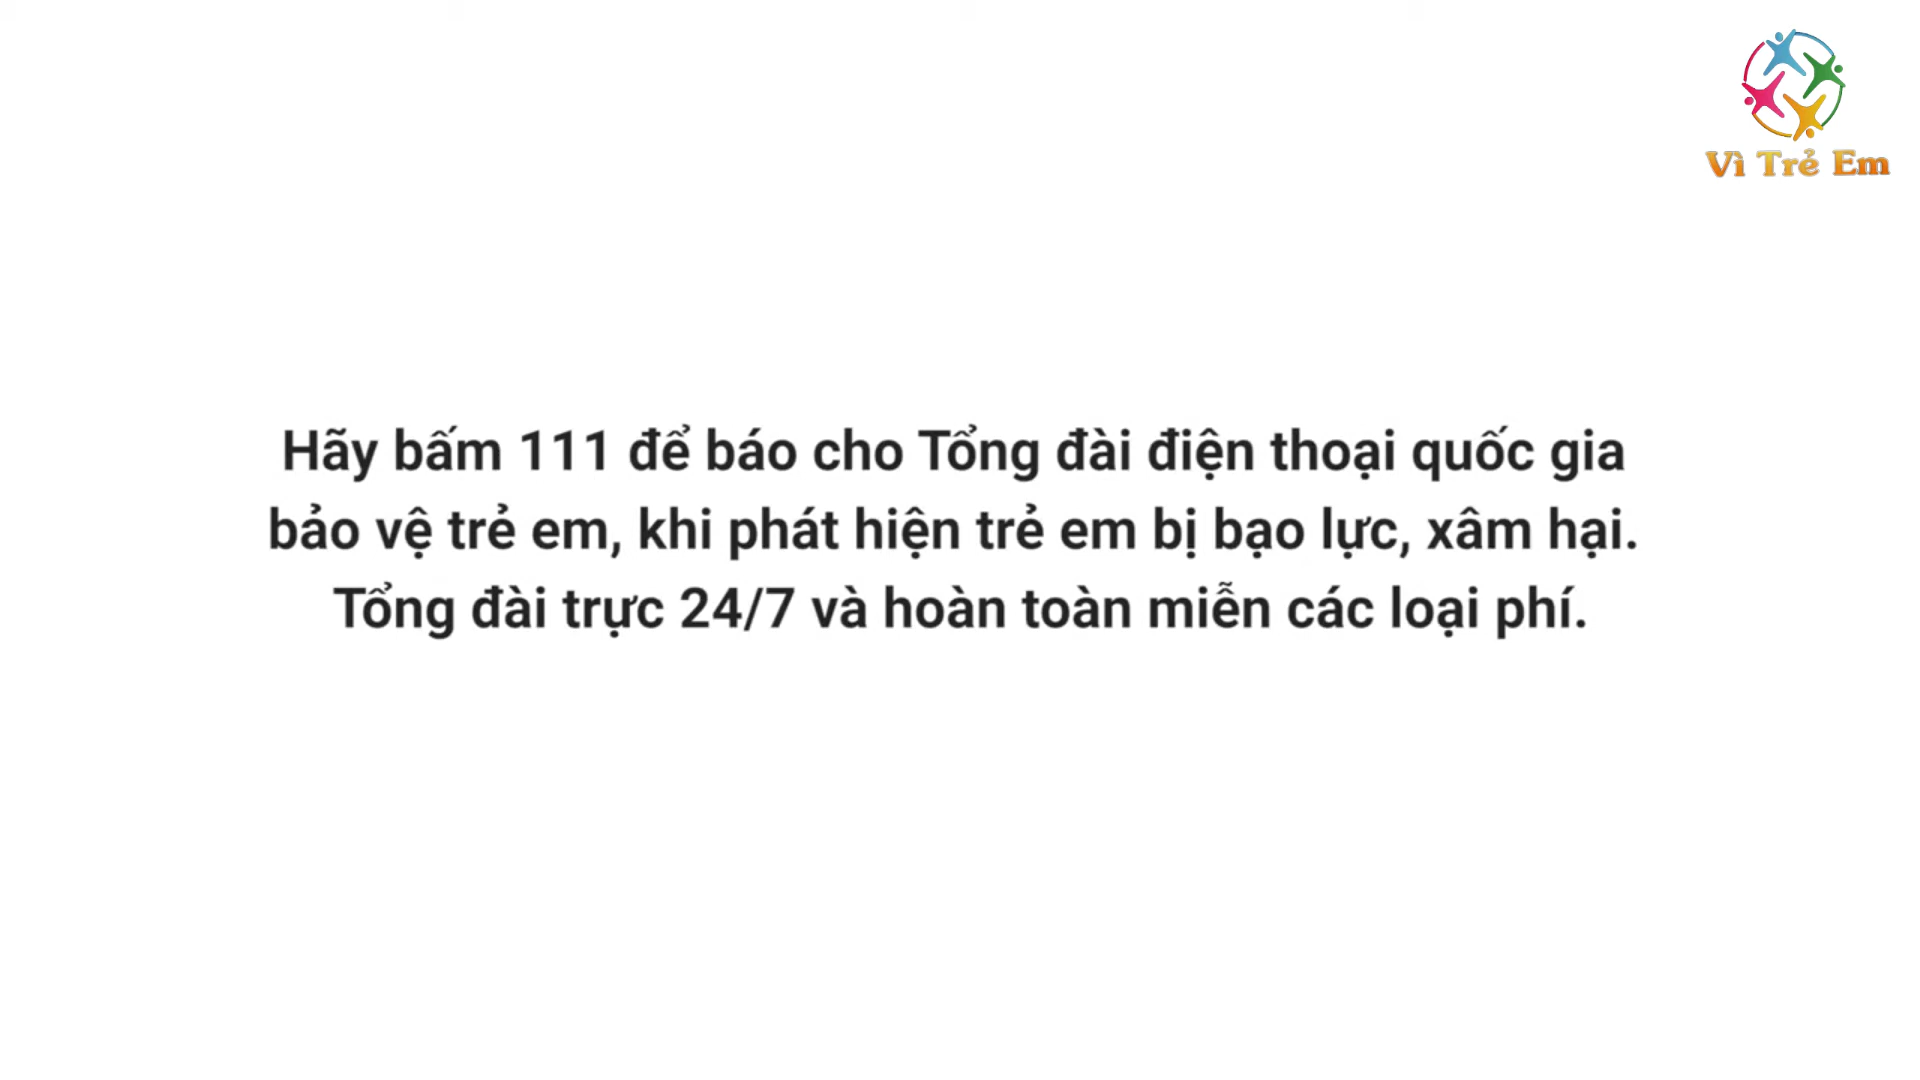 Vì Trẻ Em
Hãy bấm 111 để báo cho Tổng đài điện thoại quốc gia
bảo vệ trẻ em, khi phát hiện trẻ em bị bạo lực, xâm hại.
Tổng đài trực 24/7 và hoàn toàn miễn các loại phí.